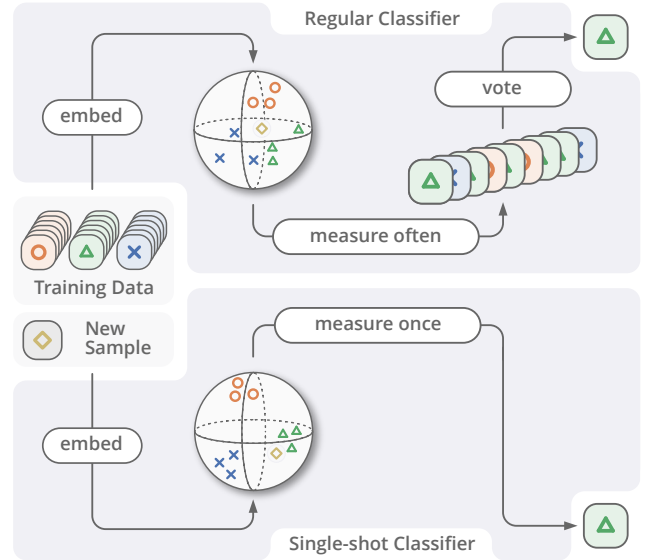 Regular Classifier
embed
vote
measure often
Training Data
New
Sample
measure once
embed
Single-shot Classifier